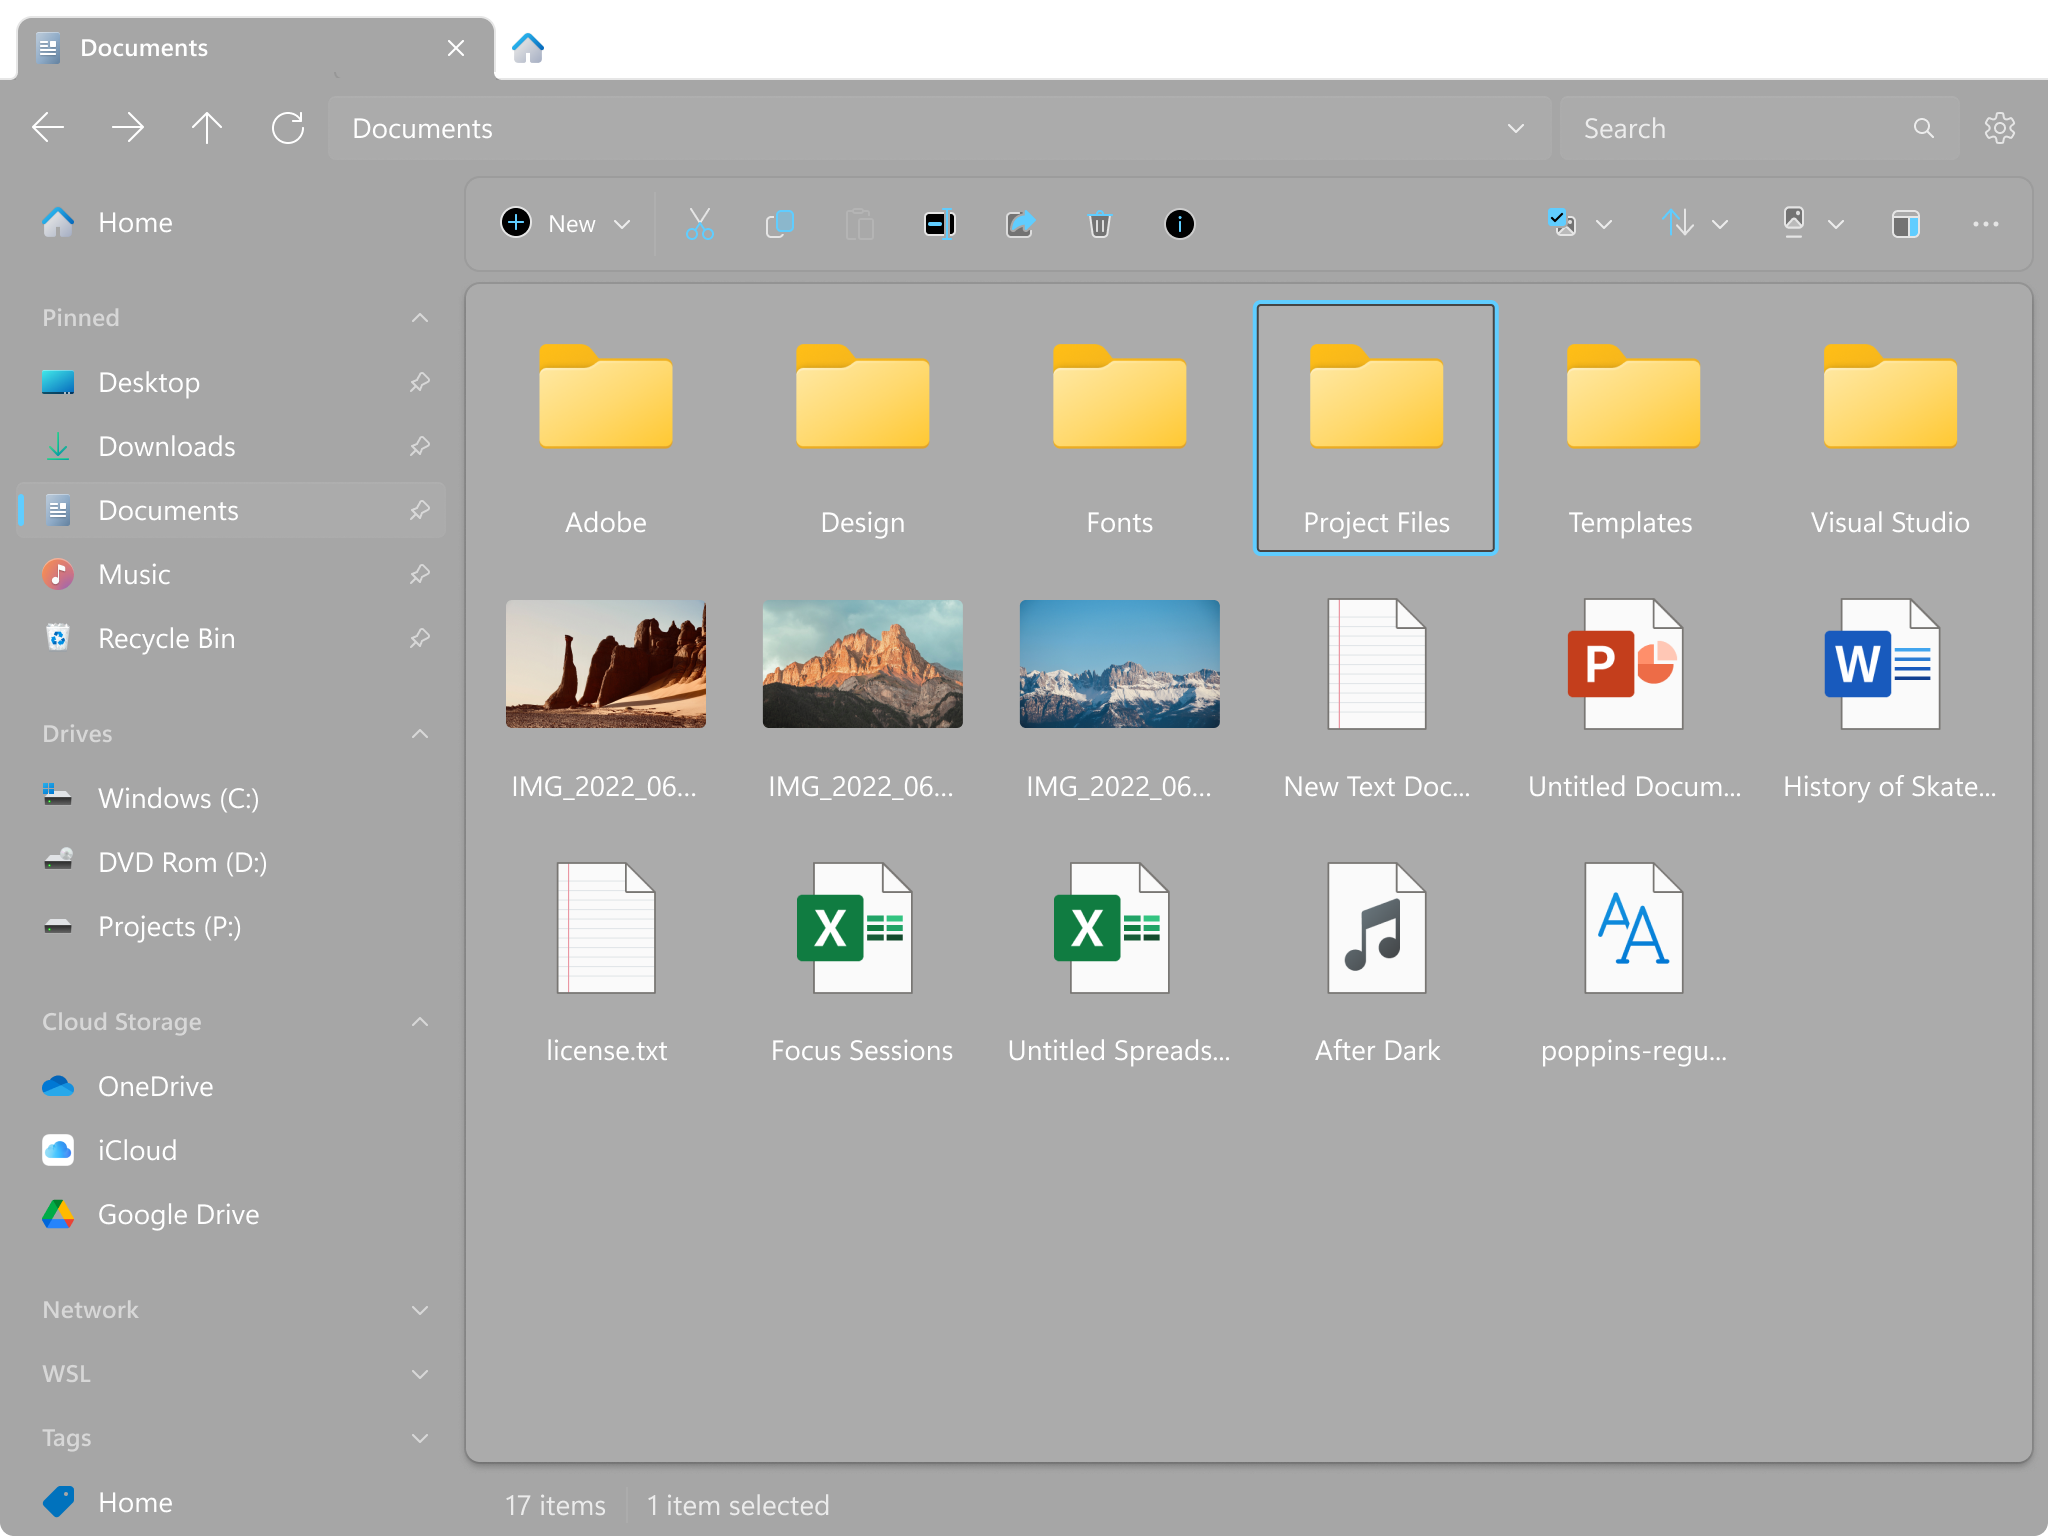 Documents
Documents
Search
Home
New
Pinned
Desktop
Downloads
Documents
Music
Recycle Bin
Drives
Windows (C:)
DVD Rom (D:)
Projects (P:)
Cloud Storage
OneDrive
iCloud
Google Drive
Network
WSL
Tags
Home
Adobe
Design
Fonts
Project Files
Templates
Visual Studio
IMG_2022_06...
IMG_2022_06...
IMG_2022_06...
New Text Doc...
P
Untitled Docum...
W
History of Skate...
license.txt
X
Focus Sessions
X
Untitled Spreads...
After Dark
AA
poppins-regu...
17 items
1 item selected